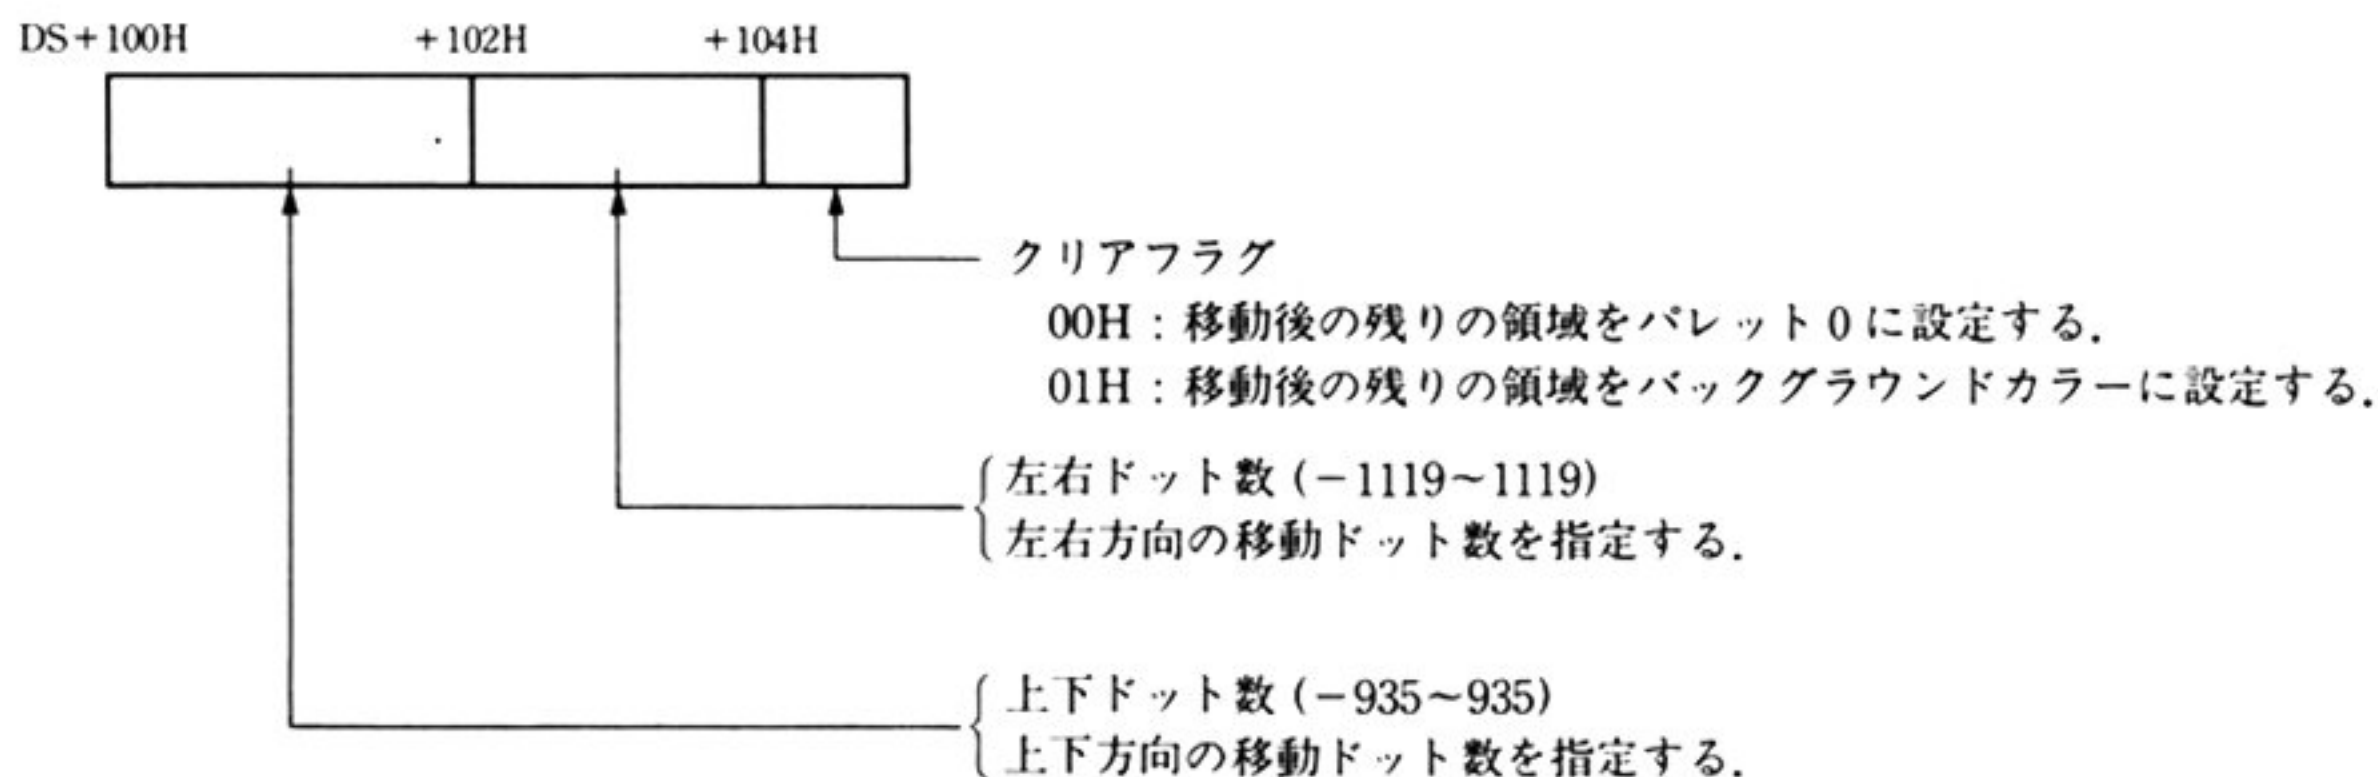 DS+100H +102H +104H
クリアフラグ
00H : 移動後の残りの領域をパレット0に設定する.
01H : 移動後の残りの領域をバックグラウンドカラーに設定する.
左右ドット数 (-1119~1119)
左右方向の移動ドット数を指定する.
上下ドット数 (-935~935)
上下方向の移動ドット数を指定する.